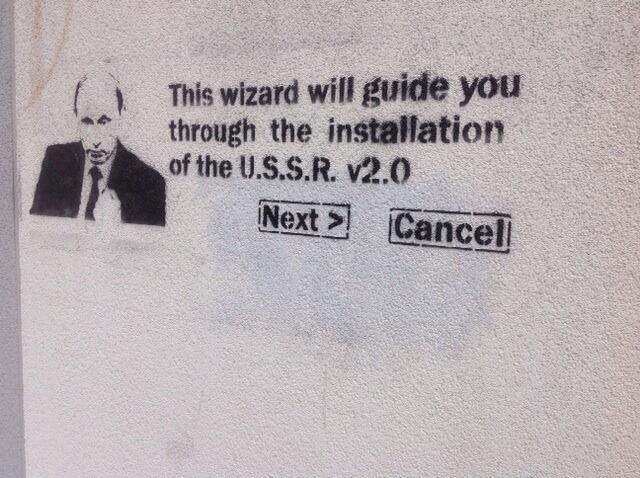 This wizard will guide you
through the installation
of the U.S.S.R. v2.0
Next > Cancel